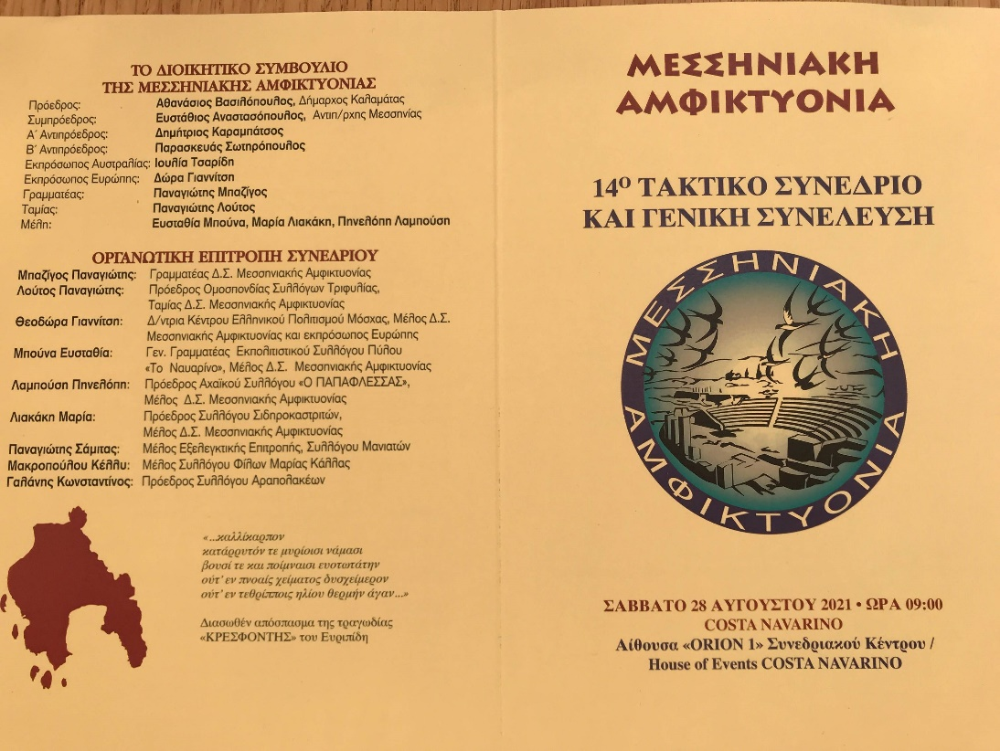 ΤΟ ΔΙΟΙΚΗΤΙΚΟ ΣΥΜΒΟΥΛΙΟ
ΤΗΣ ΜΕΣΣΗΝΙΑΚΗΣ ΑΜΦΙΚΤΥΟΝΙΑΣ
Πρόεδρος: Αθανάσιος Βασιλόπουλος, Δήμαρχος Καλαμάτας
Συμπρόεδρος: Ευστάθιος Αναστασόπουλος, Αντιπ/ρχης Μεσσηνίας
Α΄ Αντιπρόεδρος: Δημήτριος Καραμπάτσος
Β΄ Αντιπρόεδρος: Παρασκευάς Σωτηρόπουλος
Εκπρόσωπος Αυστραλίας: Ιουλία Τσαρίδη
Εκπρόσωπος Ευρώπης: Δώρα Γιαννίτση
Γραμματέας: Παναγιώτης Μπαζίγος
Ταμίας: Παναγιώτης Λούτος
Μέλη: Ευσταθία Μπούνα, Μαρία Λιακάκη, Πηνελόπη Λαμπούση
ΟΡΓΑΝΩΤΙΚΗ ΕΠΙΤΡΟΠΗ ΣΥΝΕΔΡΙΟΥ
Μπαζίγος Παναγιώτης: Γραμματέας Δ.Σ. Μεσσηνιακής Αμφικτυονίας
Λούτος Παναγιώτης: Πρόεδρος Ομοσπονδίας Συλλόγων Τριφυλίας,
Ταμίας Δ.Σ. Μεσσηνιακής Αμφικτυονίας
Θεοδώρα Γιαννίτση: Δ/ντρια Κέντρου Ελληνικού Πολιτισμού Μόσχας, Μέλος Δ.Σ.
Μεσσηνιακής Αμφικτυονίας και εκπρόσωπος Ευρώπης
Μπούνα Ευσταθία: Γεν. Γραμματέας Εκπολιτιστικού Συλλόγου Πύλου
«Το Ναυαρίνο», Μέλος Δ.Σ. Μεσσηνιακής Αμφικτυονίας
Λαμπούση Πηνελόπη: Πρόεδρος Αχαϊκού Συλλόγου «Ο ΠΑΠΑΦΛΕΣΣΑΣ»,
Μέλος Δ.Σ. Μεσσηνιακής Αμφικτυονίας
Λιακάκη Μαρία: Πρόεδρος Συλλόγου Σιδηροκαστριτών,
Μέλος Δ.Σ. Μεσσηνιακής Αμφικτυονίας
Παναγιώτης Σάμιτας: Μέλος Εξελεγκτικής Επιτροπής, Συλλόγου Μανιατών
Μακροπούλου Κέλλυ: Μέλος Συλλόγου Φίλων Μαρίας Κάλλας
Γαλάνης Κωνσταντίνος: Πρόεδρος Συλλόγου Αραπολακέων
«...καλλίκαρπον
κατάρρυτόν τε μυρίοισι νάμασι
βουσί τε και ποίμναισι ευοτωτάτην
ούτ' εν πνοαίς χείματος δυσχείμερον
ούτ' εν τεθρίπποις ηλίου θερμήν άγαν...»
Διασωθέν απόσπασμα της τραγωδίας
«ΚΡΕΣΦΟΝΤΗΣ» του Ευριπίδη
ΜΕΣΣΗΝΙΑΚΗ
ΑΜΦΙΚΤΥΟΝΙΑ
14ο ΤΑΚΤΙΚΟ ΣΥΝΕΔΡΙΟ
ΚΑΙ ΓΕΝΙΚΗ ΣΥΝΕΛΕΥΣΗ
ΜΕΣΣΗΝΙΑΚΗ
ΑΜΦΙΚΤΥΟΝΙΑ
ΣΑΒΒΑΤΟ 28 ΑΥΓΟΥΣΤΟΥ 2021 • ΩΡΑ 09:00
COSTA NAVARINO
Αίθουσα «ORION 1» Συνεδριακού Κέντρου /
House of Events COSTA NAVARINO